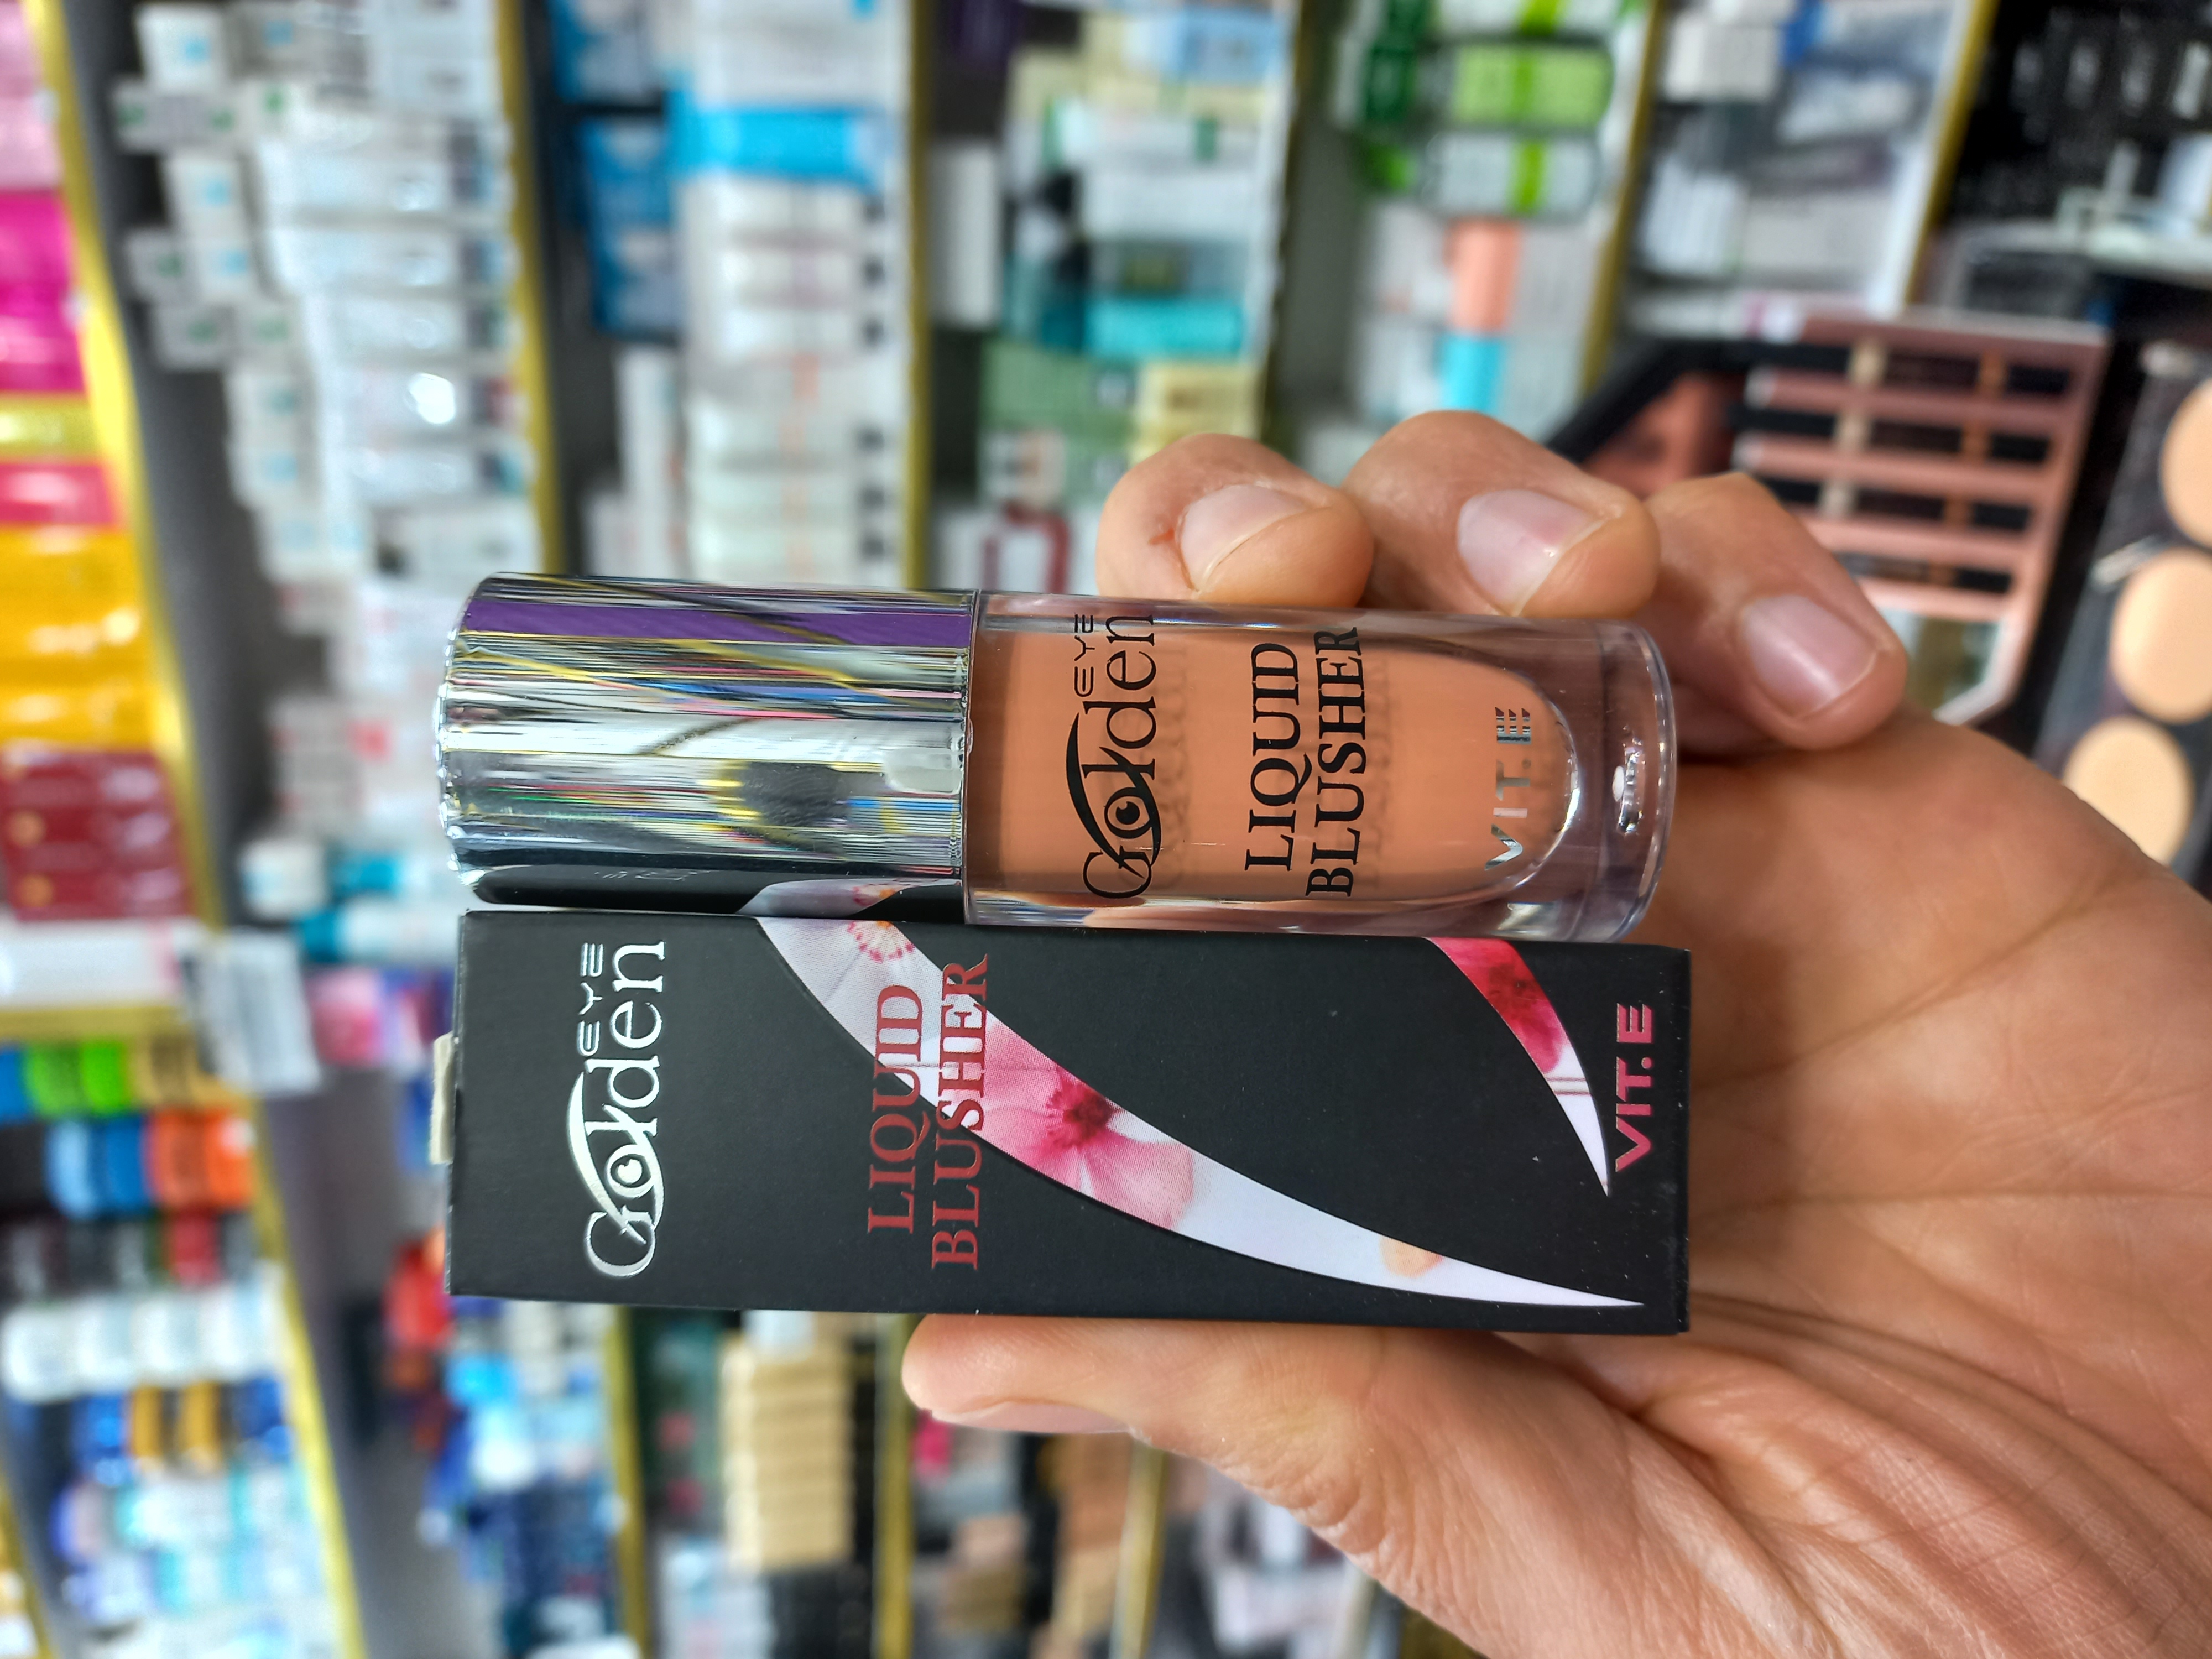 Golden
EYE
LIQUID
BLUSHER
VIT.E
Golden
EYE
LIQUID
BLUSHER
VIT.E